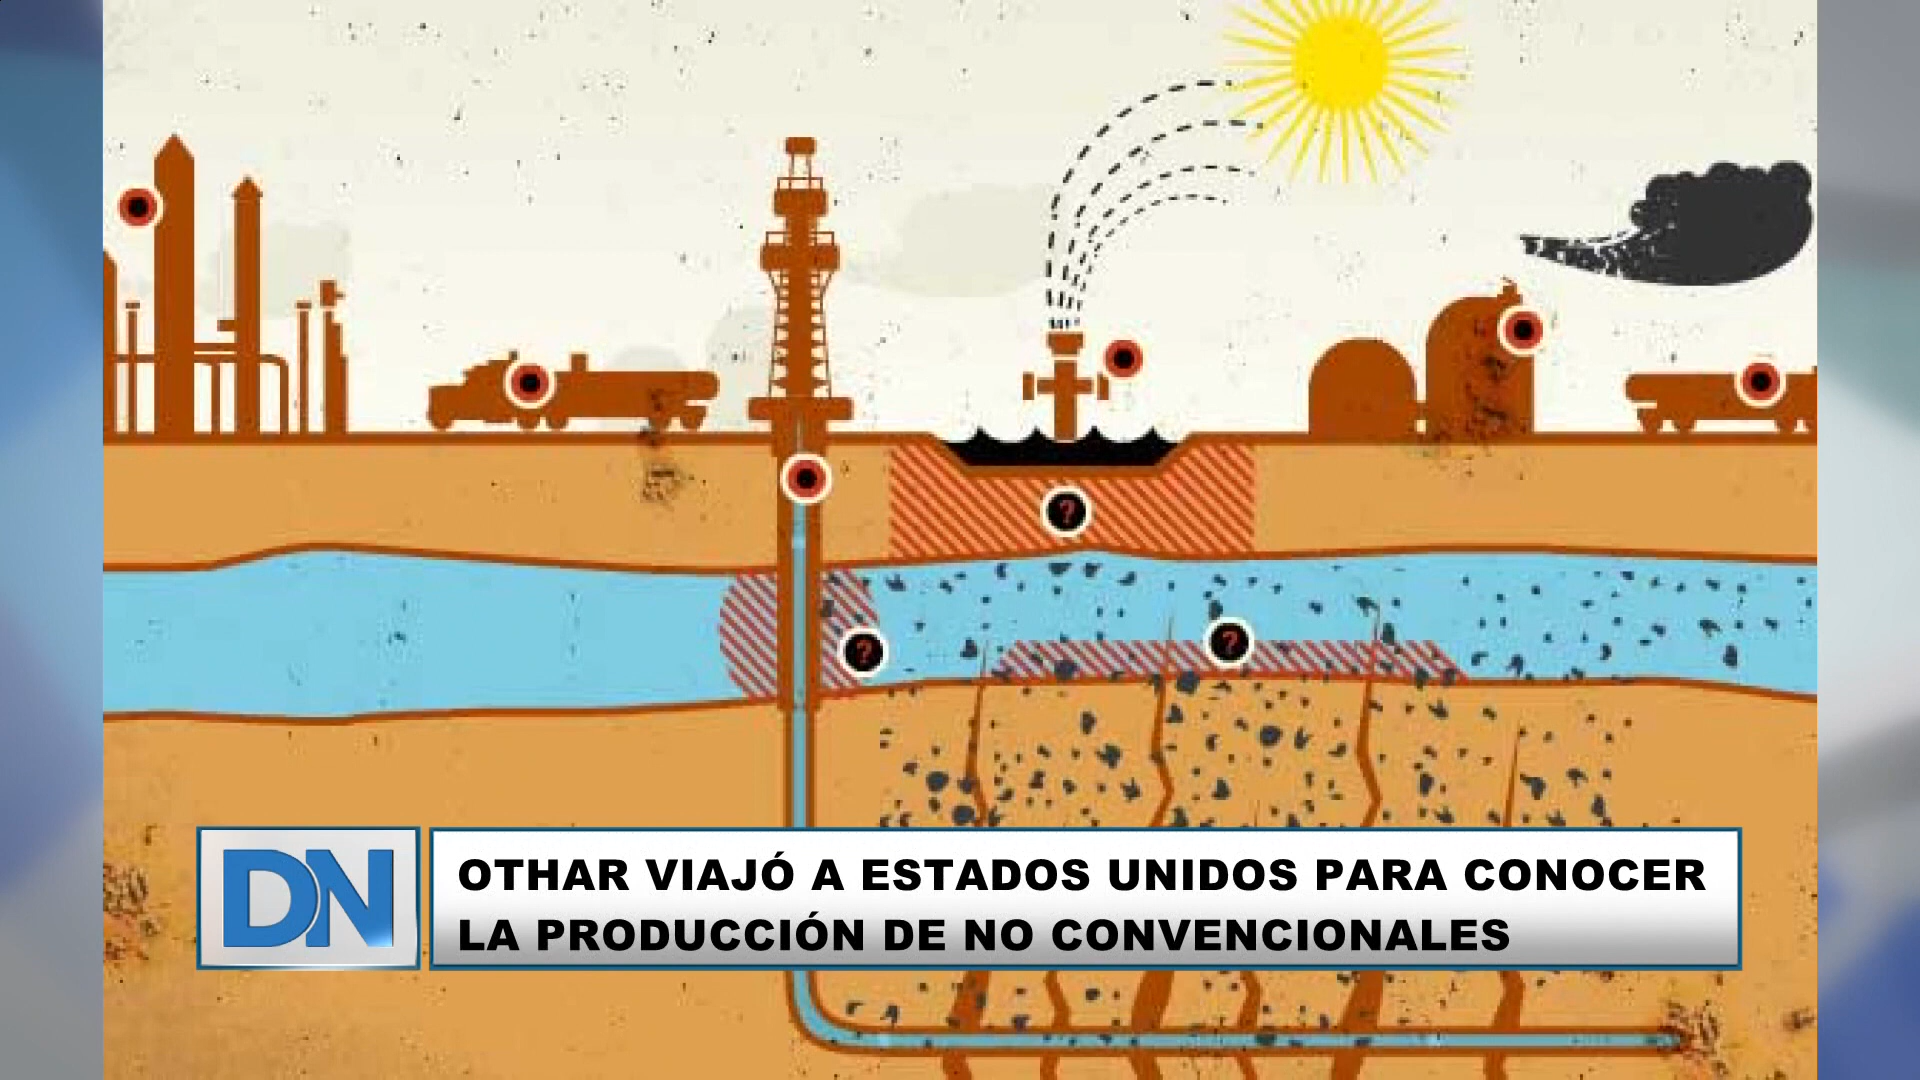 ?
?
?
DN
OTHAR VIAJÓ A ESTADOS UNIDOS PARA CONOCER
LA PRODUCCIÓN DE NO CONVENCIONALES